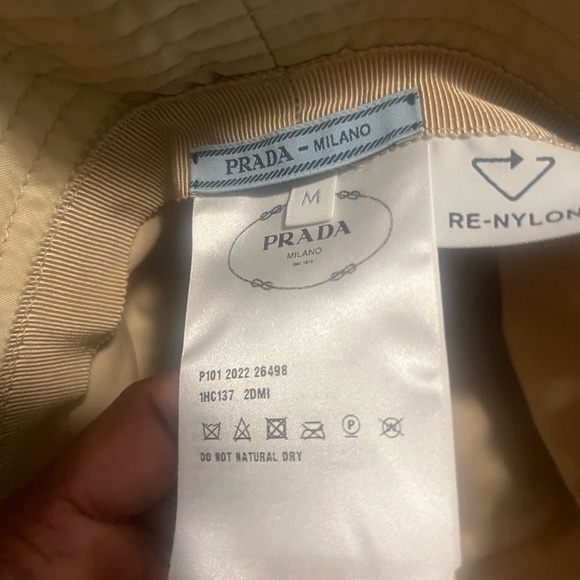 PRADA - MILANO
M
PRADA
MILANO
DAL 1913
RE-NYLON
P101 2022 26498
1HC137 2DMI
P
DO NOT NATURAL DRY